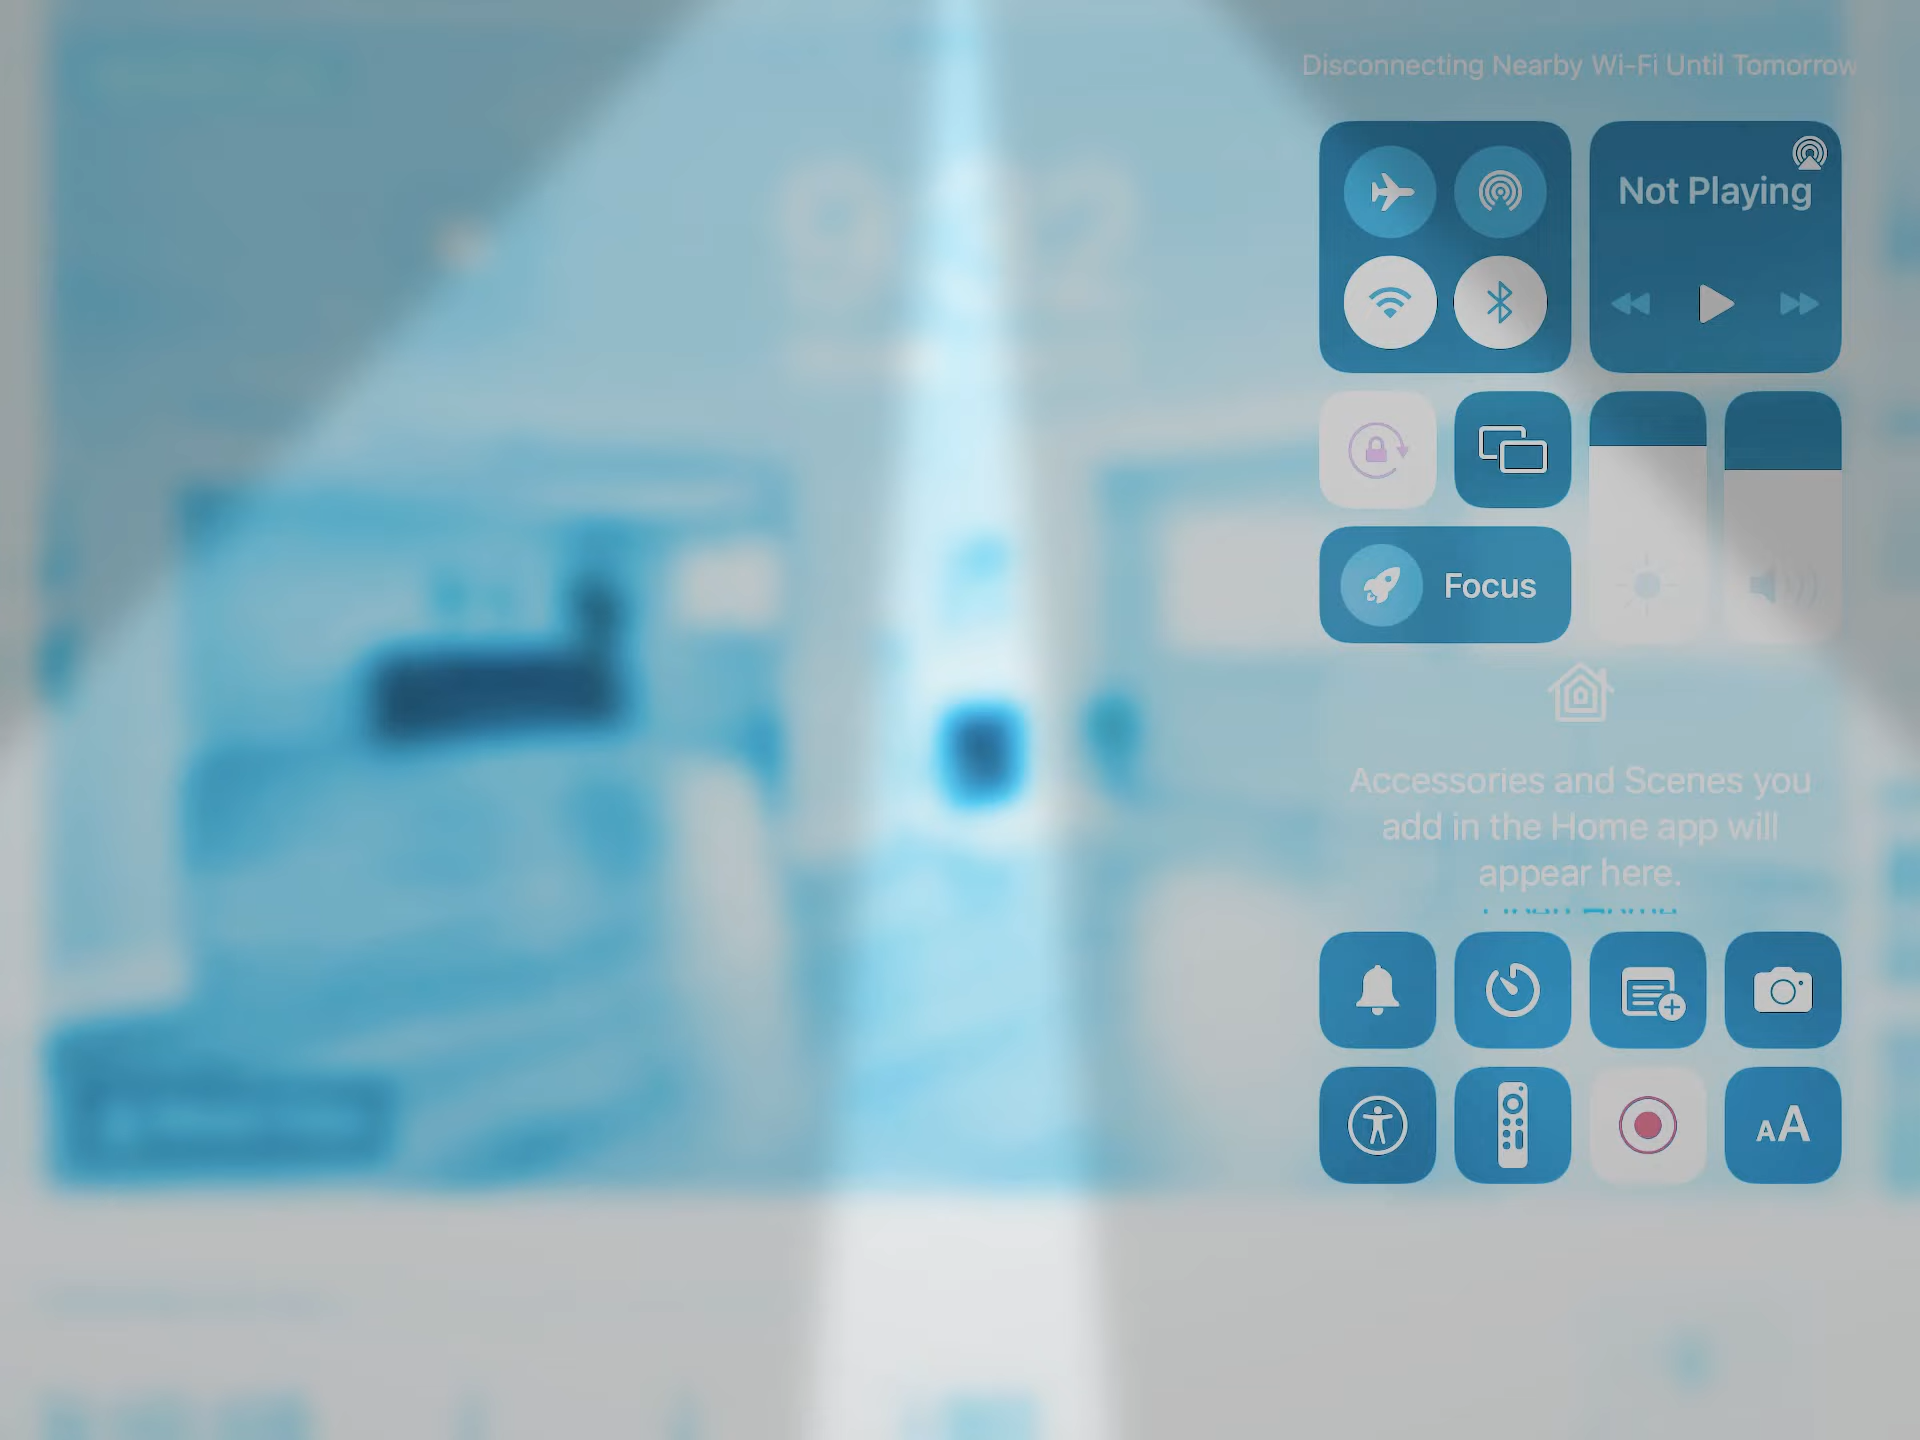 Disconnecting Nearby Wi-Fi Until Tomorrow
Not Playing
Focus
Accessories and Scenes you
add in the Home app will
appear here.
AA